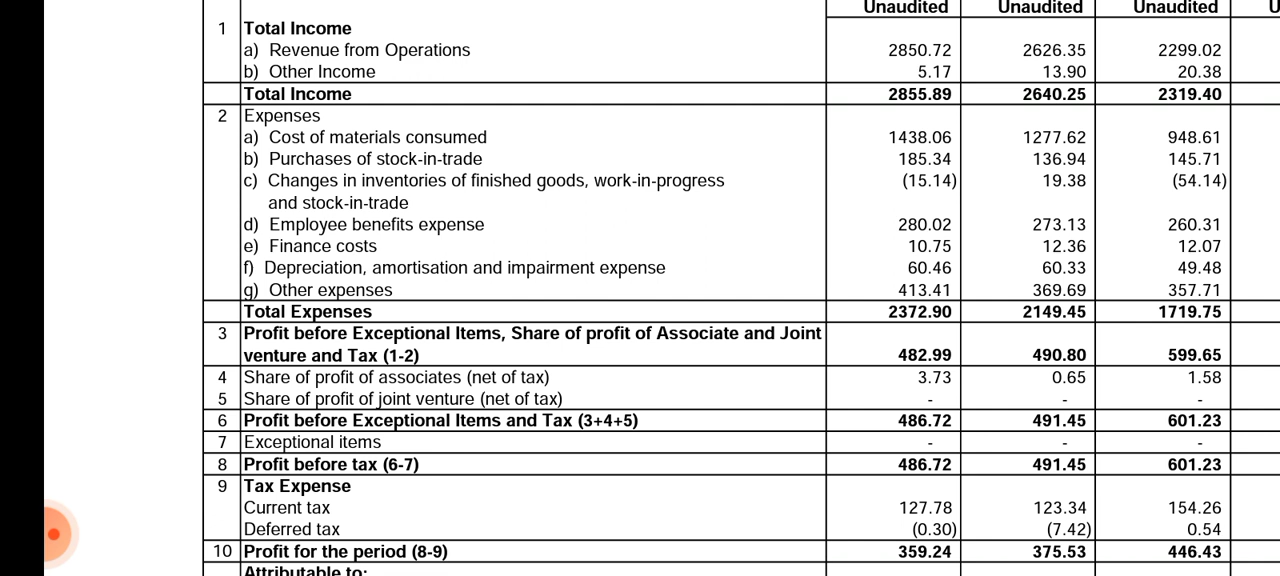 Unaudited Unaudited Unaudited
1 Total Income
a) Revenue from Operations 2850.72 2626.35 2299.02
b) Other Income 5.17 13.90 20.38
Total Income 2855.89 2640.25 2319.40
2 Expenses
a) Cost of materials consumed 1438.06 1277.62 948.61
b) Purchases of stock-in-trade 185.34 136.94 145.71
c) Changes in inventories of finished goods, work-in-progress (15.14) 19.38 (54.14)
and stock-in-trade
d) Employee benefits expense 280.02 273.13 260.31
e) Finance costs 10.75 12.36 12.07
f) Depreciation, amortisation and impairment expense 60.46 60.33 49.48
g) Other expenses 413.41 369.69 357.71
Total Expenses 2372.90 2149.45 1719.75
3 Profit before Exceptional Items, Share of profit of Associate and Joint
venture and Tax (1-2) 482.99 490.80 599.65
4 Share of profit of associates (net of tax) 3.73 0.65 1.58
5 Share of profit of joint venture (net of tax) - - -
6 Profit before Exceptional Items and Tax (3+4+5) 486.72 491.45 601.23
7 Exceptional items - - -
8 Profit before tax (6-7) 486.72 491.45 601.23
9 Tax Expense
Current tax 127.78 123.34 154.26
Deferred tax (0.30) (7.42) 0.54
10 Profit for the period (8-9) 359.24 375.53 446.43
Attributable to: